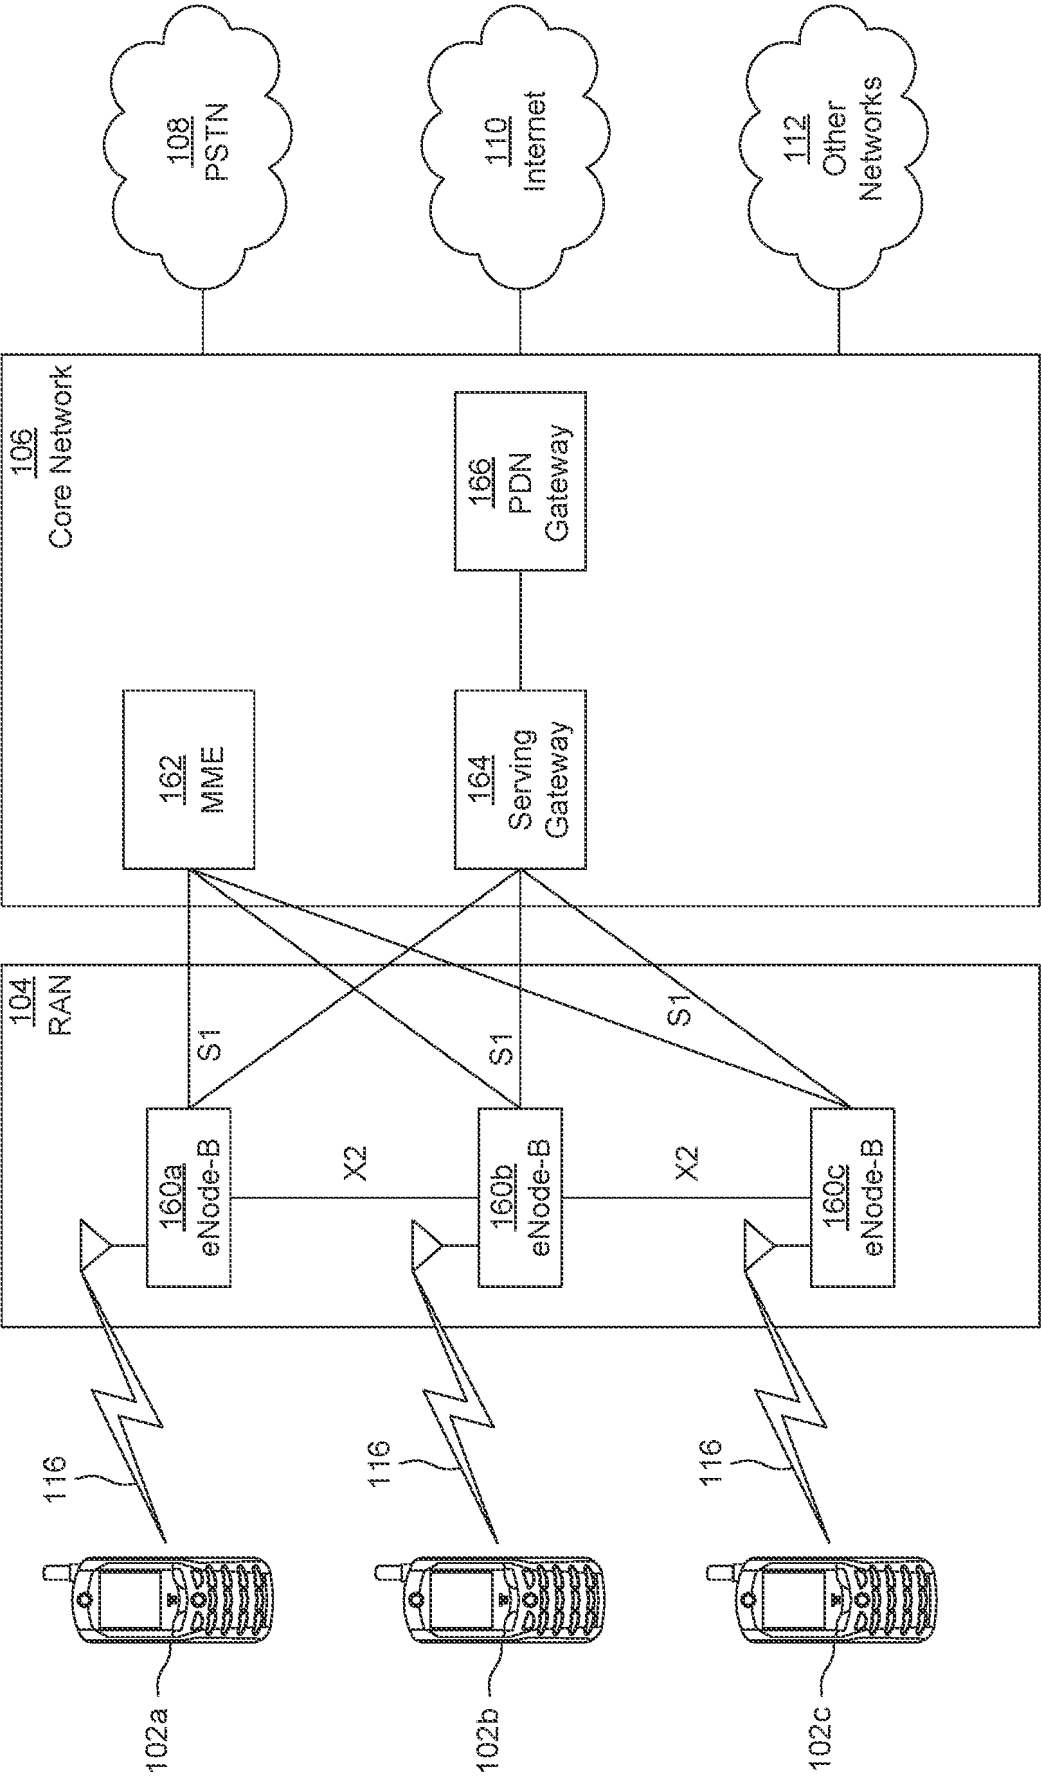 102a
116
104
RAN
160a
eNode-B
S1
106
Core Network
162
MME
108
PSTN
X2
102b
116
160b
eNode-B
S1
164
Serving
Gateway
166
PDN
Gateway
110
Internet
X2
102c
116
160c
eNode-B
S1
112
Other
Networks